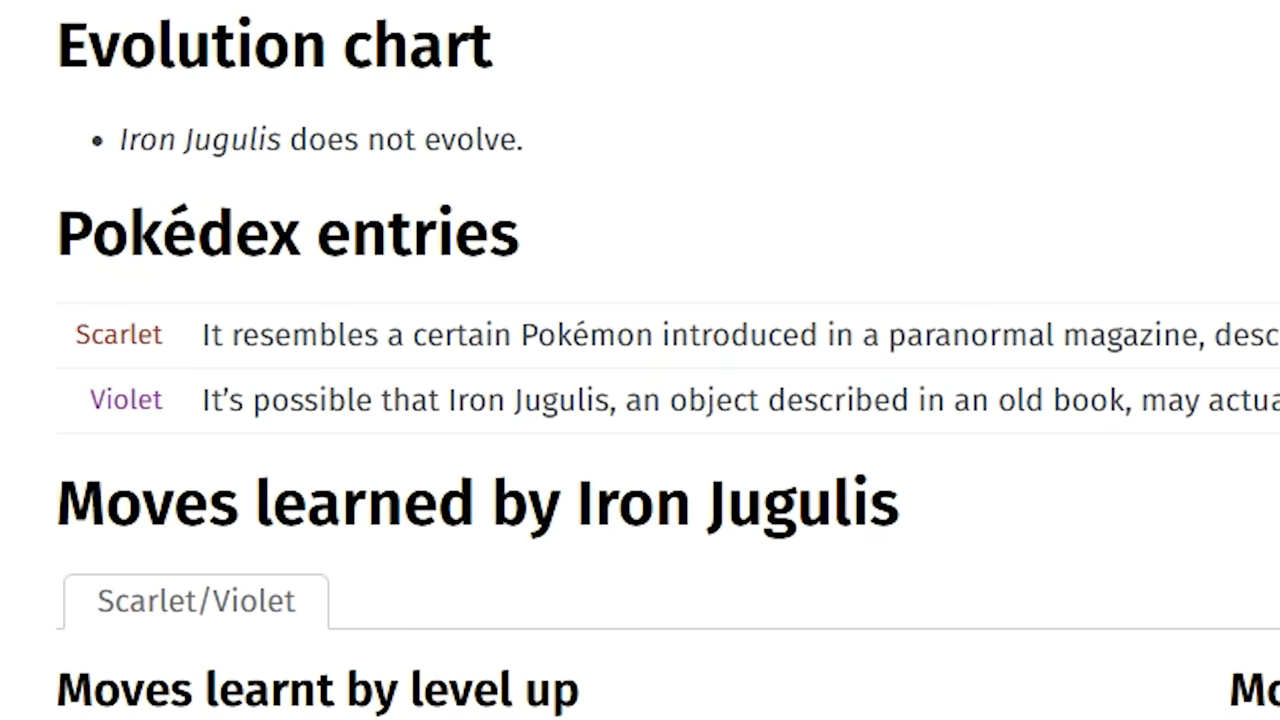 Evolution chart
• Iron Jugulis does not evolve.
Pokédex entries
Scarlet It resembles a certain Pokémon introduced in a paranormal magazine,
Violet It’s possible that Iron Jugulis, an object described in an old book, may
Moves learned by Iron Jugulis
Scarlet/Violet
Moves learnt by level up